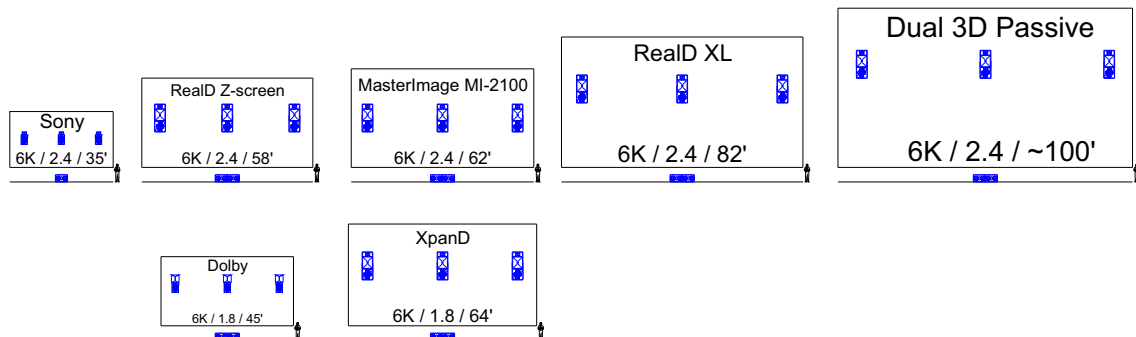 Sony
6K / 2.4 / 35'
RealD Z-screen
6K / 2.4 / 58'
MasterImage MI-2100
6K / 2.4 / 62'
RealD XL
6K / 2.4 / 82'
Dual 3D Passive
6K / 2.4 / ~100'
Dolby
6K / 1.8 / 45'
XpanD
6K / 1.8 / 64'